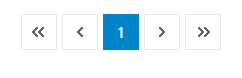 « ‹ 1 › »